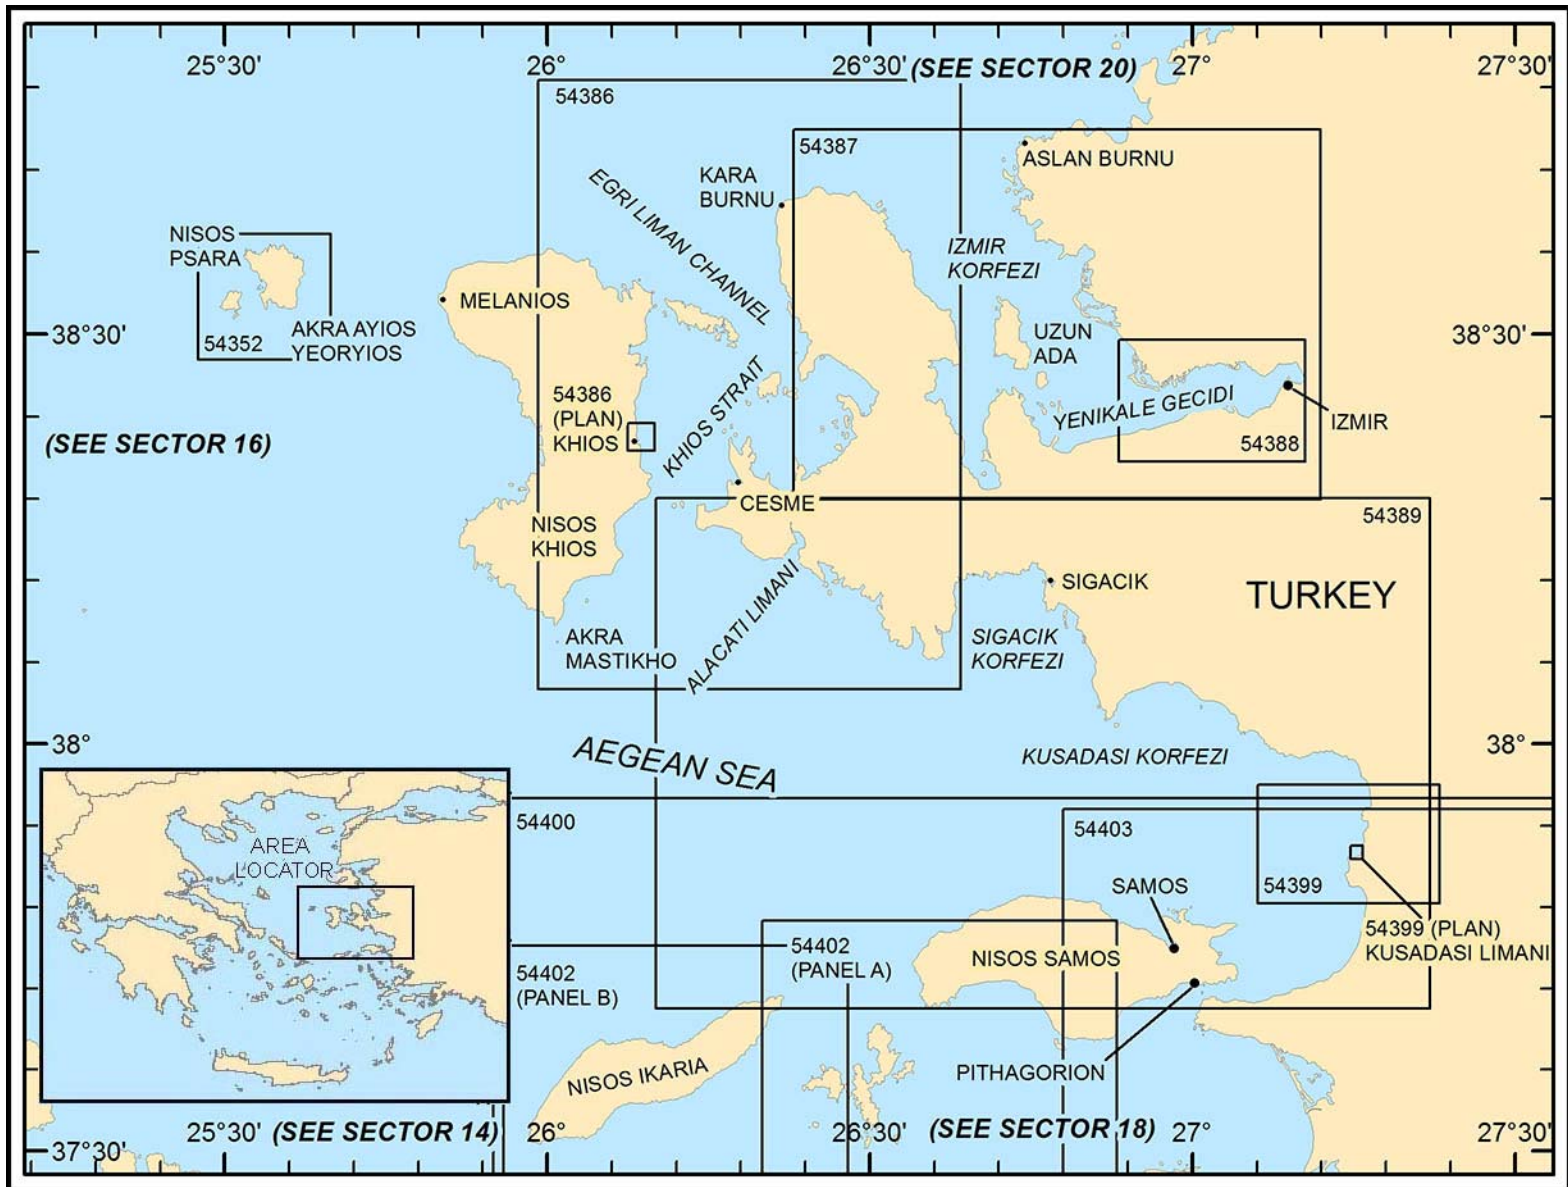 25°30'
26°
26°30'
(SEE SECTOR 20)
27°
27°30'
54386
54387
ASLAN BURNU
KARA
BURNU
EGRI LIMAN CHANNEL
NISOS
PSARA
IZMIR
KORFEZI
MELANIOS
38°30'
54352
AKRA AYIOS
YEORYIOS
UZUN
ADA
38°30'
54386
(PLAN)
KHIOS
KHIOS STRAIT
YENIKALE GECIDI
IZMIR
54388
(SEE SECTOR 16)
CESME
54389
NISOS
KHIOS
SIGACIK
TURKEY
ALACATI LIMANI
AKRA
MASTIKHO
SIGACIK
KORFEZI
38°
AEGEAN SEA
KUSADASI KORFEZI
38°
54400
54403
AREA
LOCATOR
54399
SAMOS
54399 (PLAN)
KUSADASI LIMANI
54402
(PANEL A)
NISOS SAMOS
54402
(PANEL B)
NISOS IKARIA
PITHAGORION
37°30'
25°30'
(SEE SECTOR 14)
26°
26°30'
(SEE SECTOR 18)
27°
27°30'